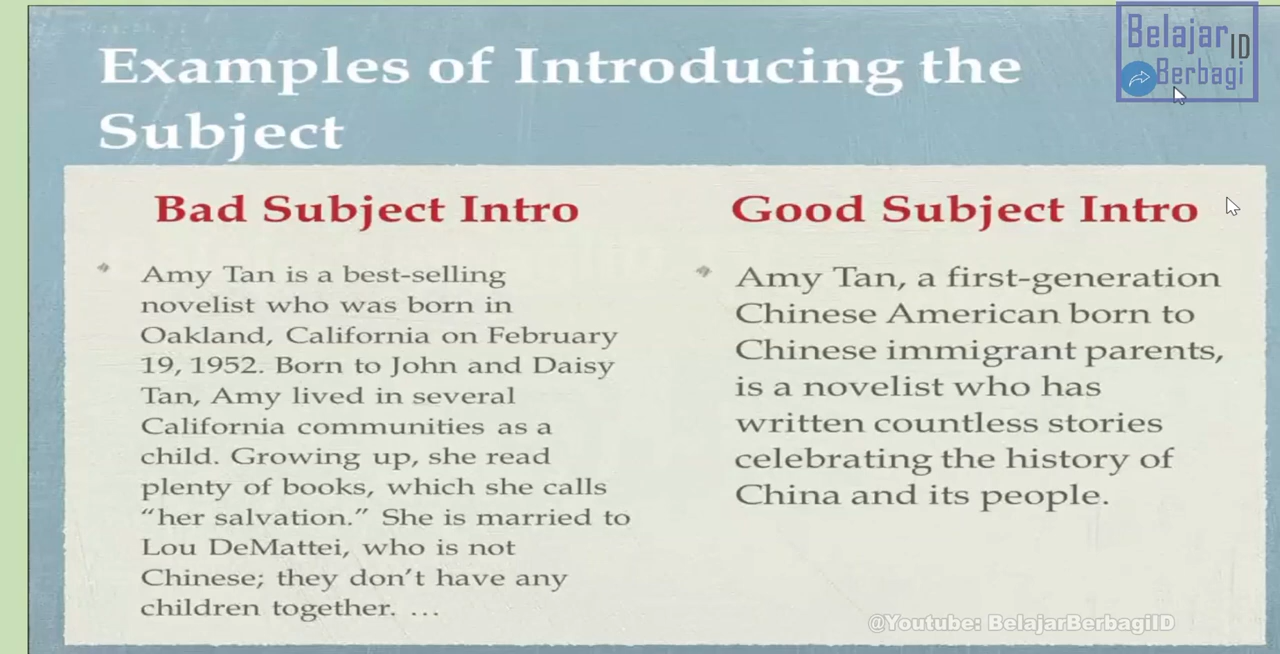 Examples of Introducing the
Subject
Belajar ID
Berbagi
Bad Subject Intro
Amy Tan is a best-selling
novelist who was born in
Oakland, California on February
19, 1952. Born to John and Daisy
Tan, Amy lived in several
California communities as a
child. Growing up, she read
plenty of books, which she calls
“her salvation.” She is married to
Lou DeMattei, who is not
Chinese; they don’t have any
children together. …
Good Subject Intro
Amy Tan, a first-generation
Chinese American born to
Chinese immigrant parents,
is a novelist who has
written countless stories
celebrating the history of
China and its people.
@Youtube: BelajarBerbagiID